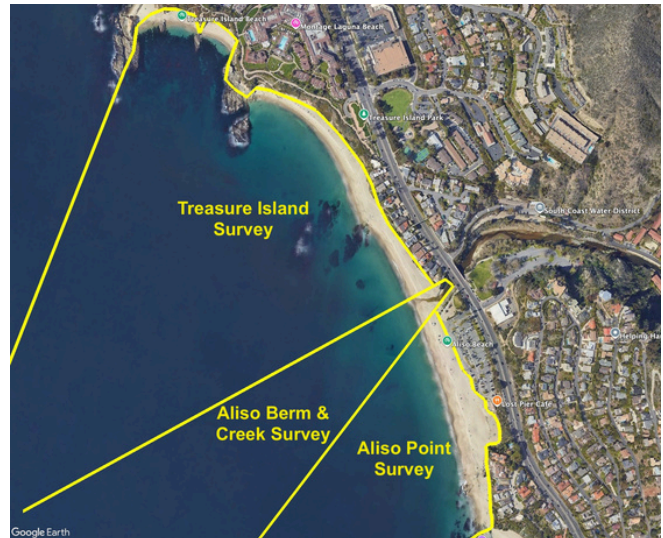 Treasure Island Beach
Montage Laguna Beach
Treasure Island Park
Treasure Island
Survey
South Coast Water District
Helping Ha
Aliso Beach
Lost Pier Café
Aliso Berm &
Creek Survey
Aliso Point
Survey
Google Earth